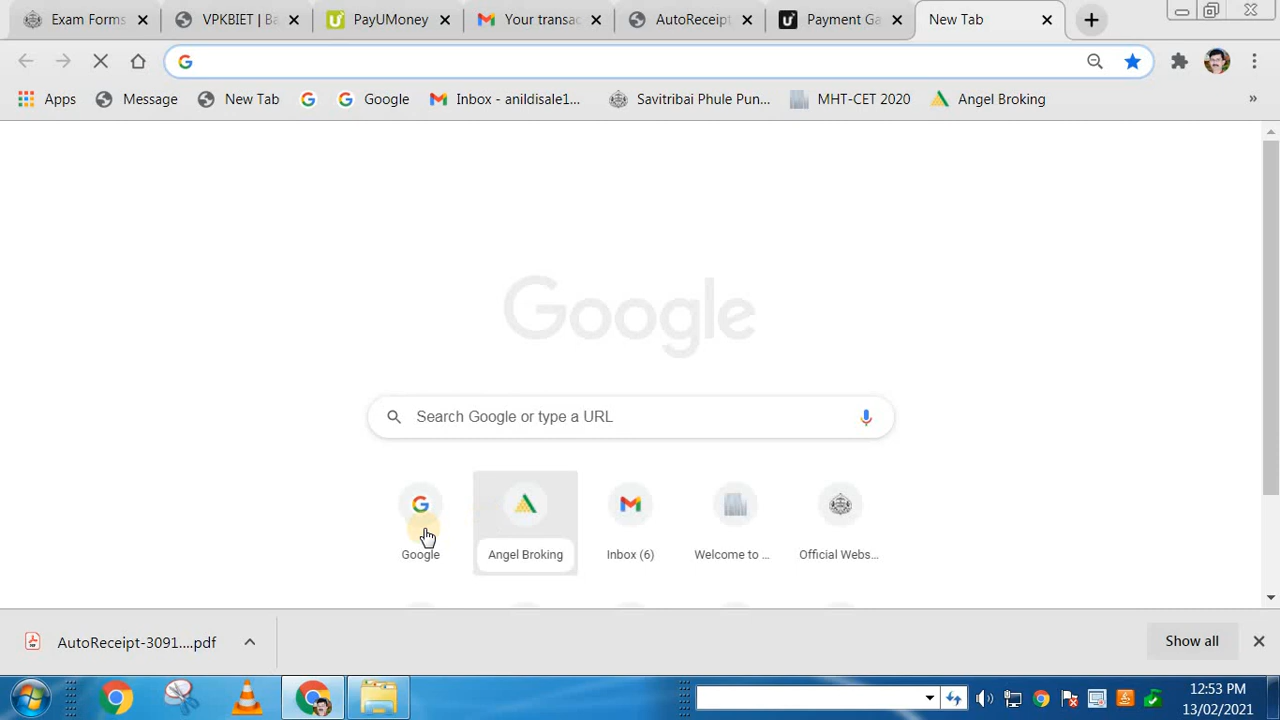 Exam Forms
VPKBIET | Ba
PayUMoney
Your transac
AutoReceipt
Payment Ga
New Tab
Apps
Message
New Tab
Google
Inbox - anildisale1...
Savitribai Phule Pun...
MHT-CET 2020
Angel Broking
»
Google
Search Google or type a URL
Google
Angel Broking
Inbox (6)
Welcome to ...
Official Webs...
AutoReceipt-3091....pdf
Show all
12:53 PM
13/02/2021